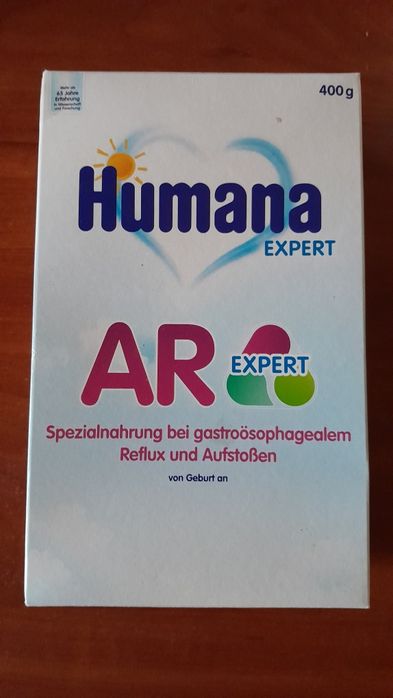 Mehr als
65 Jahre
Erfahrung
in Wissenschaft
und Forschung
400 g
Humana
EXPERT
AR
EXPERT
Spezialnahrung bei gastroösophagealem
Reflux und Aufstoßen
von Geburt an